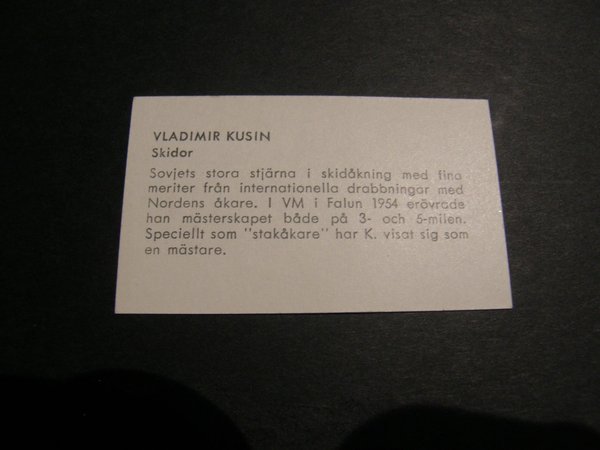 VLADIMIR KUSIN
Skidor
Sovjets stora stjärna i skidåkning med fina
meriter från internationella drabbningar med
Nordens åkare. I VM i Falun 1954 erövrade
han mästerskapet både på 3- och 5-milen.
Speciellt som "stakåkare" har K. visat sig som
en mästare.